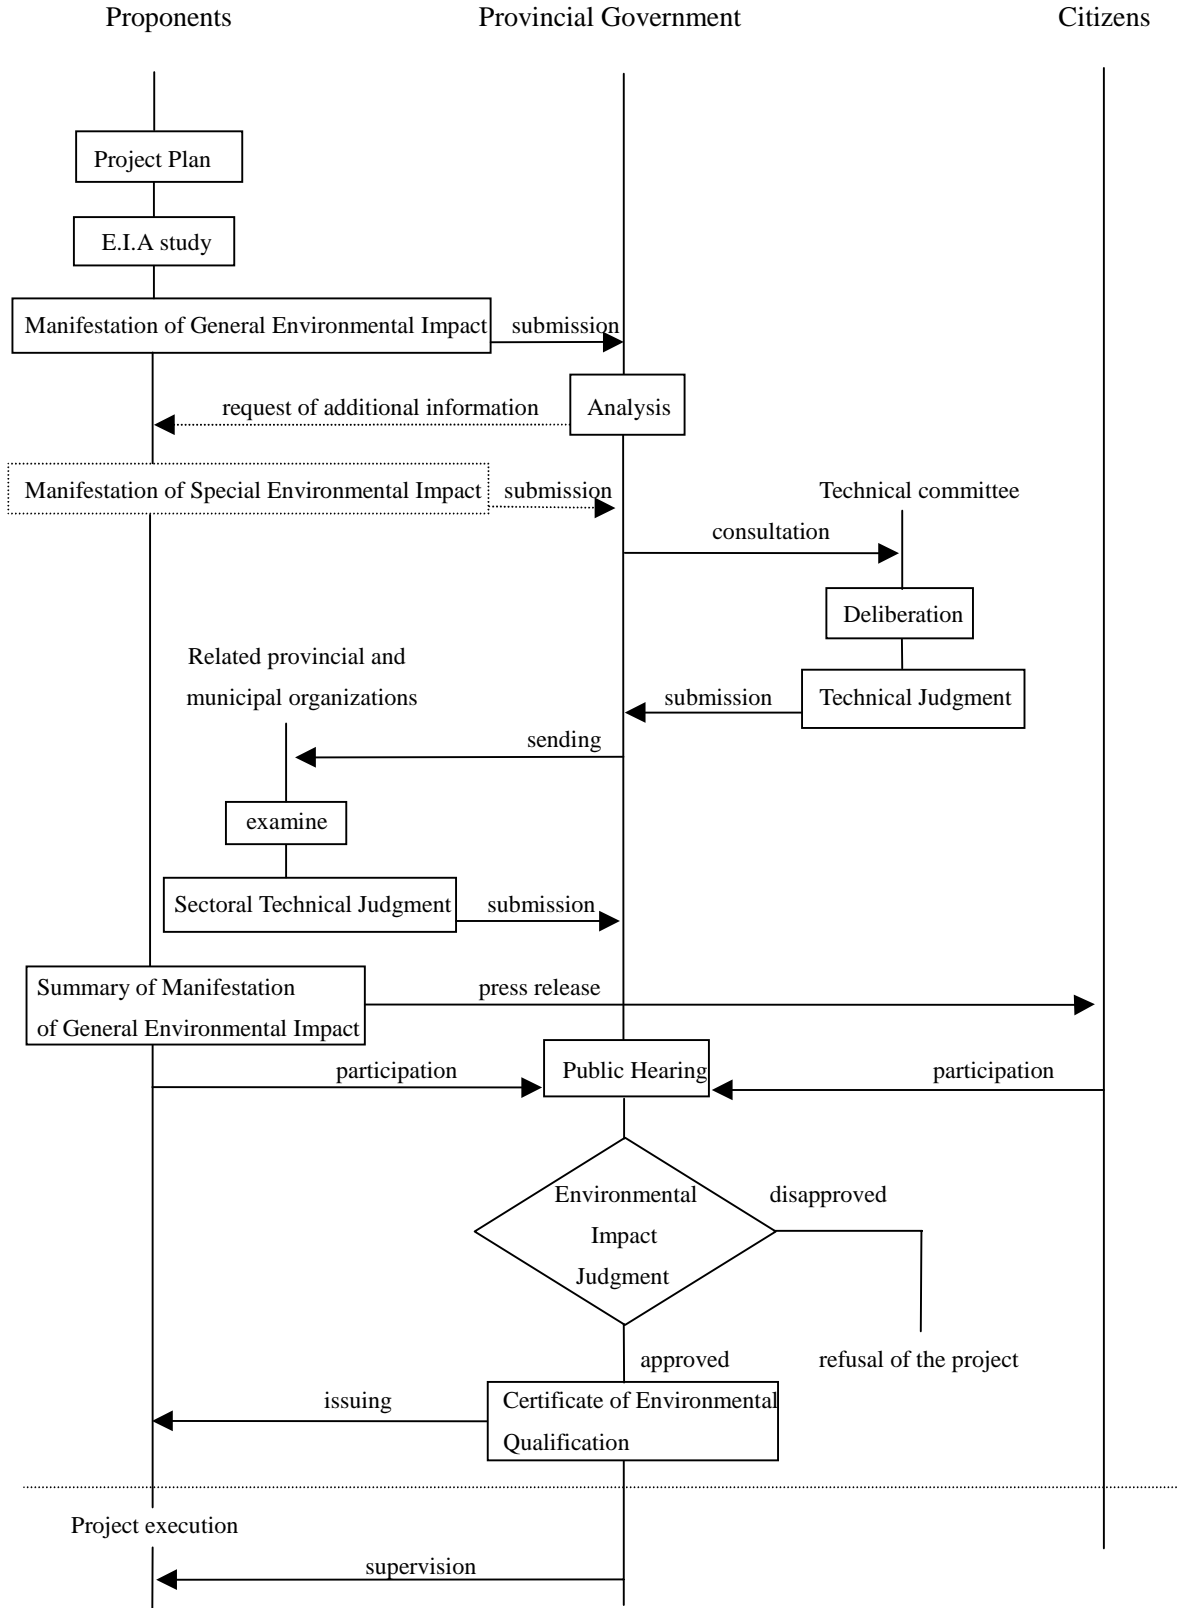 Proponents
Provincial Government
Citizens
Project Plan
E.I.A study
Manifestation of General Environmental Impact
submission
Analysis
request of additional information
Manifestation of Special Environmental Impact
submission
Technical committee
consultation
Deliberation
Related provincial and
municipal organizations
Technical Judgment
submission
sending
examine
Sectoral Technical Judgment
submission
Summary of Manifestation
of General Environmental Impact
press release
participation
Public Hearing
participation
Environmental
Impact
Judgment
disapproved
approved
refusal of the project
issuing
Certificate of Environmental
Qualification
Project execution
supervision